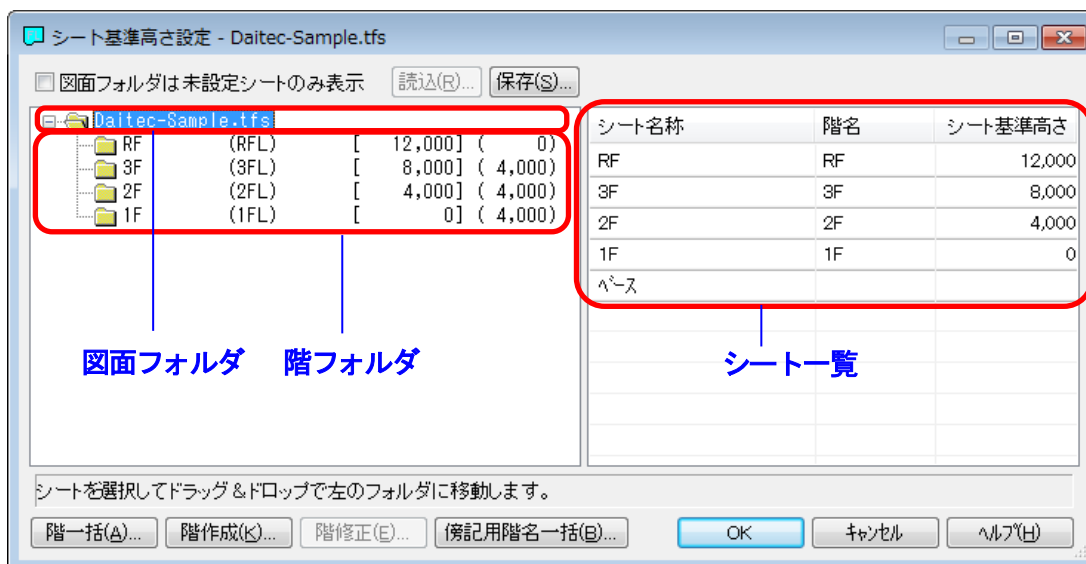 シート基準高さ設定 - Daitec-Sample.tfs
図面フォルダは未設定シートのみ表示 読込(R)... 保存(S)...
Daitec-Sample.tfs
RF (RFL) [ 12,000] ( 0)
3F (3FL) [ 8,000] ( 4,000)
2F (2FL) [ 4,000] ( 4,000)
1F (1FL) [ 0] ( 4,000)
シート名称 階名 シート基準高さ
RF RF 12,000
3F 3F 8,000
2F 2F 4,000
1F 1F 0
ﾍﾞｰｽ
図面フォルダ 階フォルダ シート一覧
シートを選択してドラッグ&ドロップで左のフォルダに移動します。
階一括(A)... 階作成(K)... 階修正(E)... 傍記用階名一括(B)... OK ｷｬﾝｾﾙ ﾍﾙﾌﾟ(H)